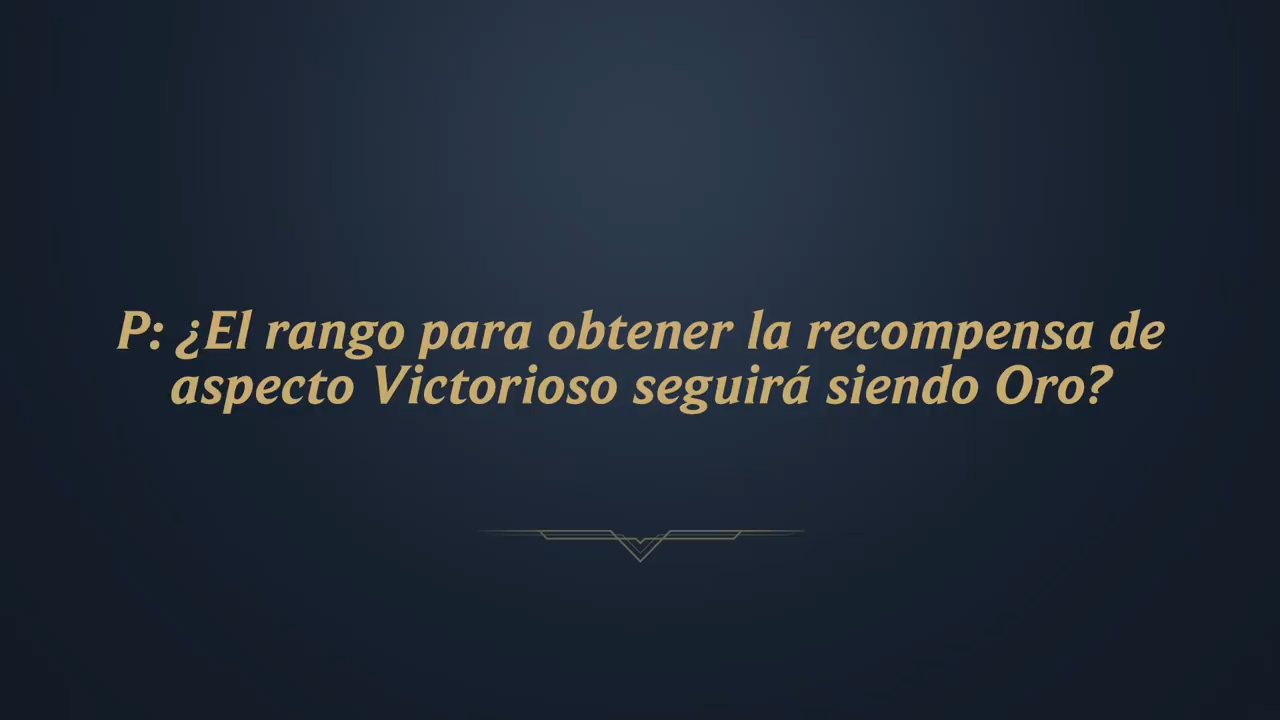 P: ¿El rango para obtener la recompensa de
aspecto Victorioso seguirá siendo Oro?